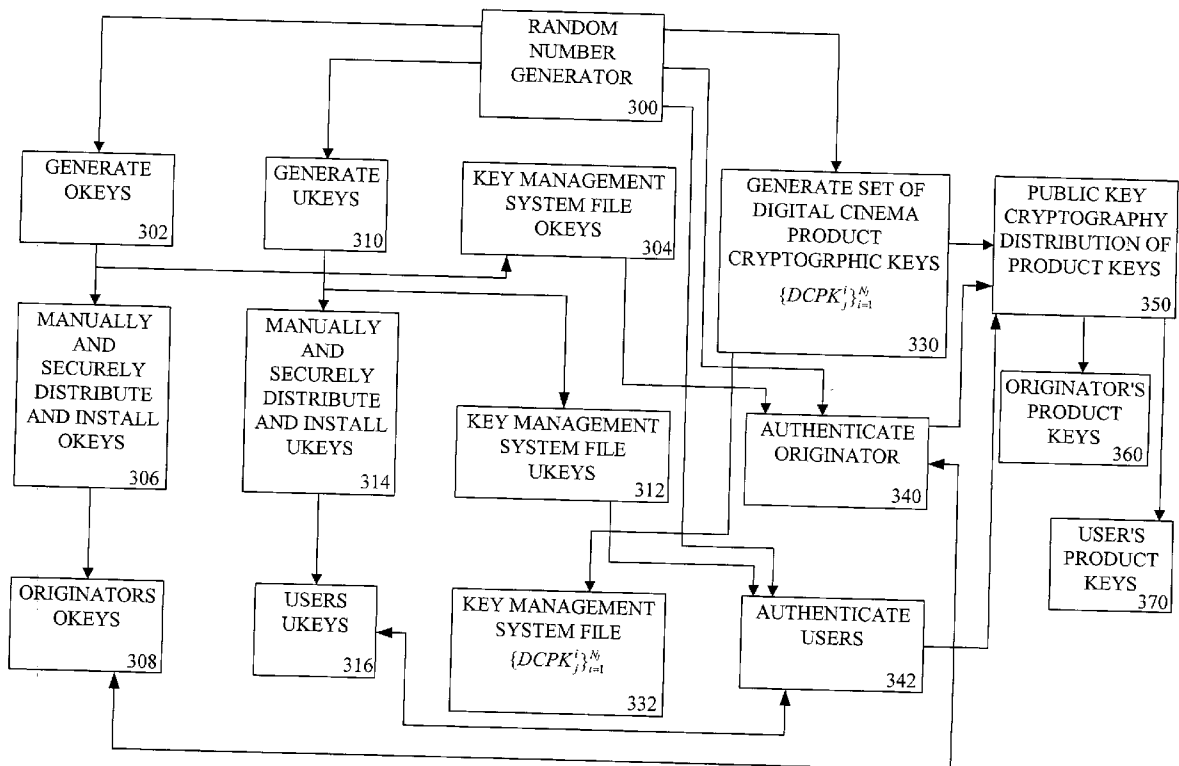 RANDOM
NUMBER
GENERATOR
300
GENERATE
OKEYS
302
GENERATE
UKEYS
310
KEY MANAGEMENT
SYSTEM FILE
OKEYS
304
GENERATE SET OF
DIGITAL CINEMA
PRODUCT
CRYPTOGRPHIC KEYS
{DCPK_j^i}_{i=1}^{N_j}
330
PUBLIC KEY
CRYPTOGRAPHY
DISTRIBUTION OF
PRODUCT KEYS
350
MANUALLY
AND
SECURELY
DISTRIBUTE
AND INSTALL
OKEYS
306
MANUALLY
AND
SECURELY
DISTRIBUTE
AND INSTALL
UKEYS
314
KEY MANAGEMENT
SYSTEM FILE
UKEYS
312
AUTHENTICATE
ORIGINATOR
340
ORIGINATOR'S
PRODUCT
KEYS
360
USER'S
PRODUCT
KEYS
370
ORIGINATORS
OKEYS
308
USERS
UKEYS
316
KEY MANAGEMENT
SYSTEM FILE
{DCPK_j^i}_{i=1}^{N_j}
332
AUTHENTICATE
USERS
342